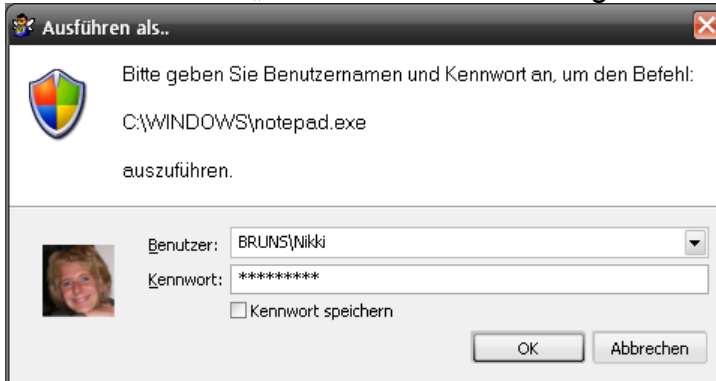 Ausführen als..
Bitte geben Sie Benutzernamen und Kennwort an, um den Befehl:
C:\WINDOWS\notepad.exe
auszuführen.
Benutzer: BRUNS\Nikki
Kennwort: *********
Kennwort speichern
OK Abbrechen